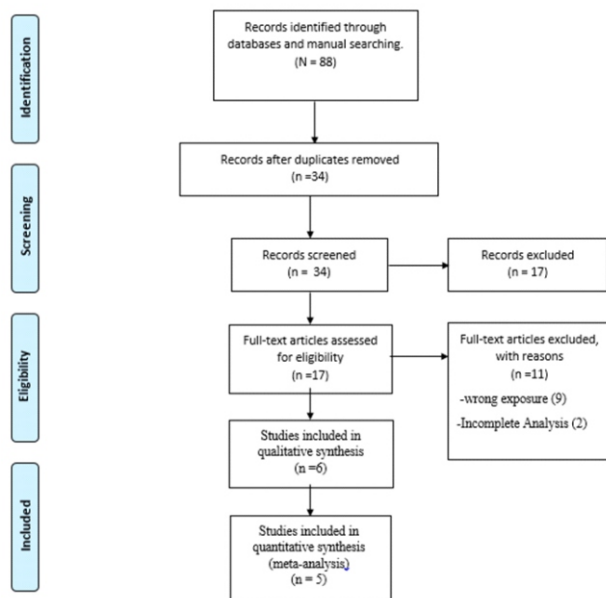 Identification
Records identified through
databases and manual searching.
(N = 88)
Records after duplicates removed
(n =34)
Screening
Records screened
(n = 34)
Records excluded
(n = 17)
Eligibility
Full-text articles assessed
for eligibility
(n =17)
Full-text articles excluded,
with reasons
(n =11)
-wrong exposure (9)
-Incomplete Analysis (2)
Studies included in
qualitative synthesis
(n =6)
Included
Studies included in
quantitative synthesis
(meta-analysis)
(n = 5)